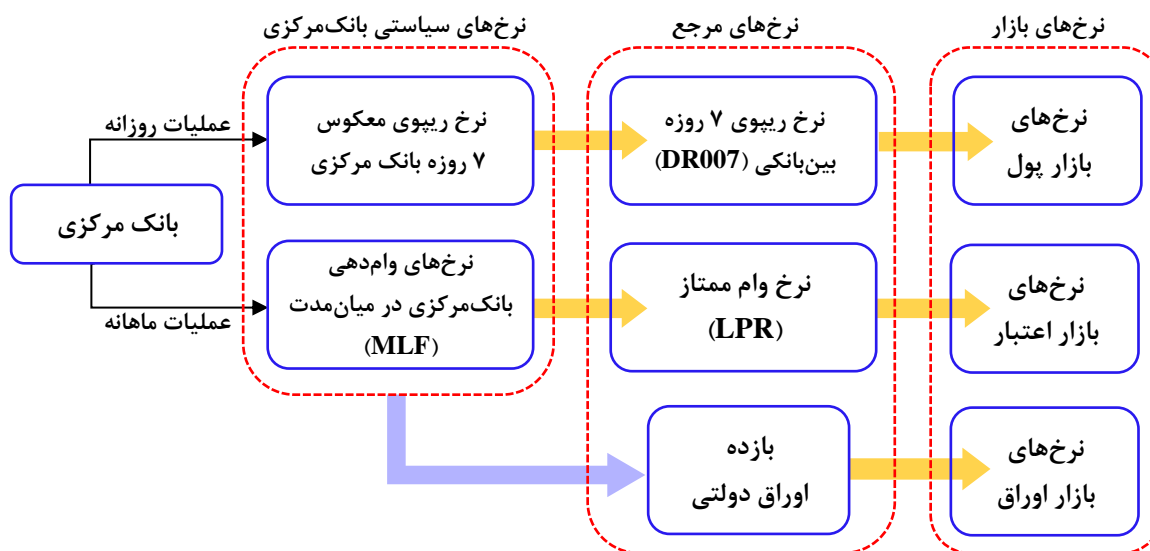 نرخ‌های سیاستی بانک‌مرکزی
نرخ‌های مرجع
نرخ‌های بازار
عملیات روزانه
بانک مرکزی
عملیات ماهانه
نرخ ریپوی معکوس
۷ روزه بانک مرکزی
نرخ ریپوی ۷ روزه
بین‌بانکی (DR007)
نرخ‌های
بازار پول
نرخ‌های وام‌دهی
بانک‌مرکزی در میان‌مدت
(MLF)
نرخ وام ممتاز
(LPR)
نرخ‌های
بازار اعتبار
بازده
اوراق دولتی
نرخ‌های
بازار اوراق